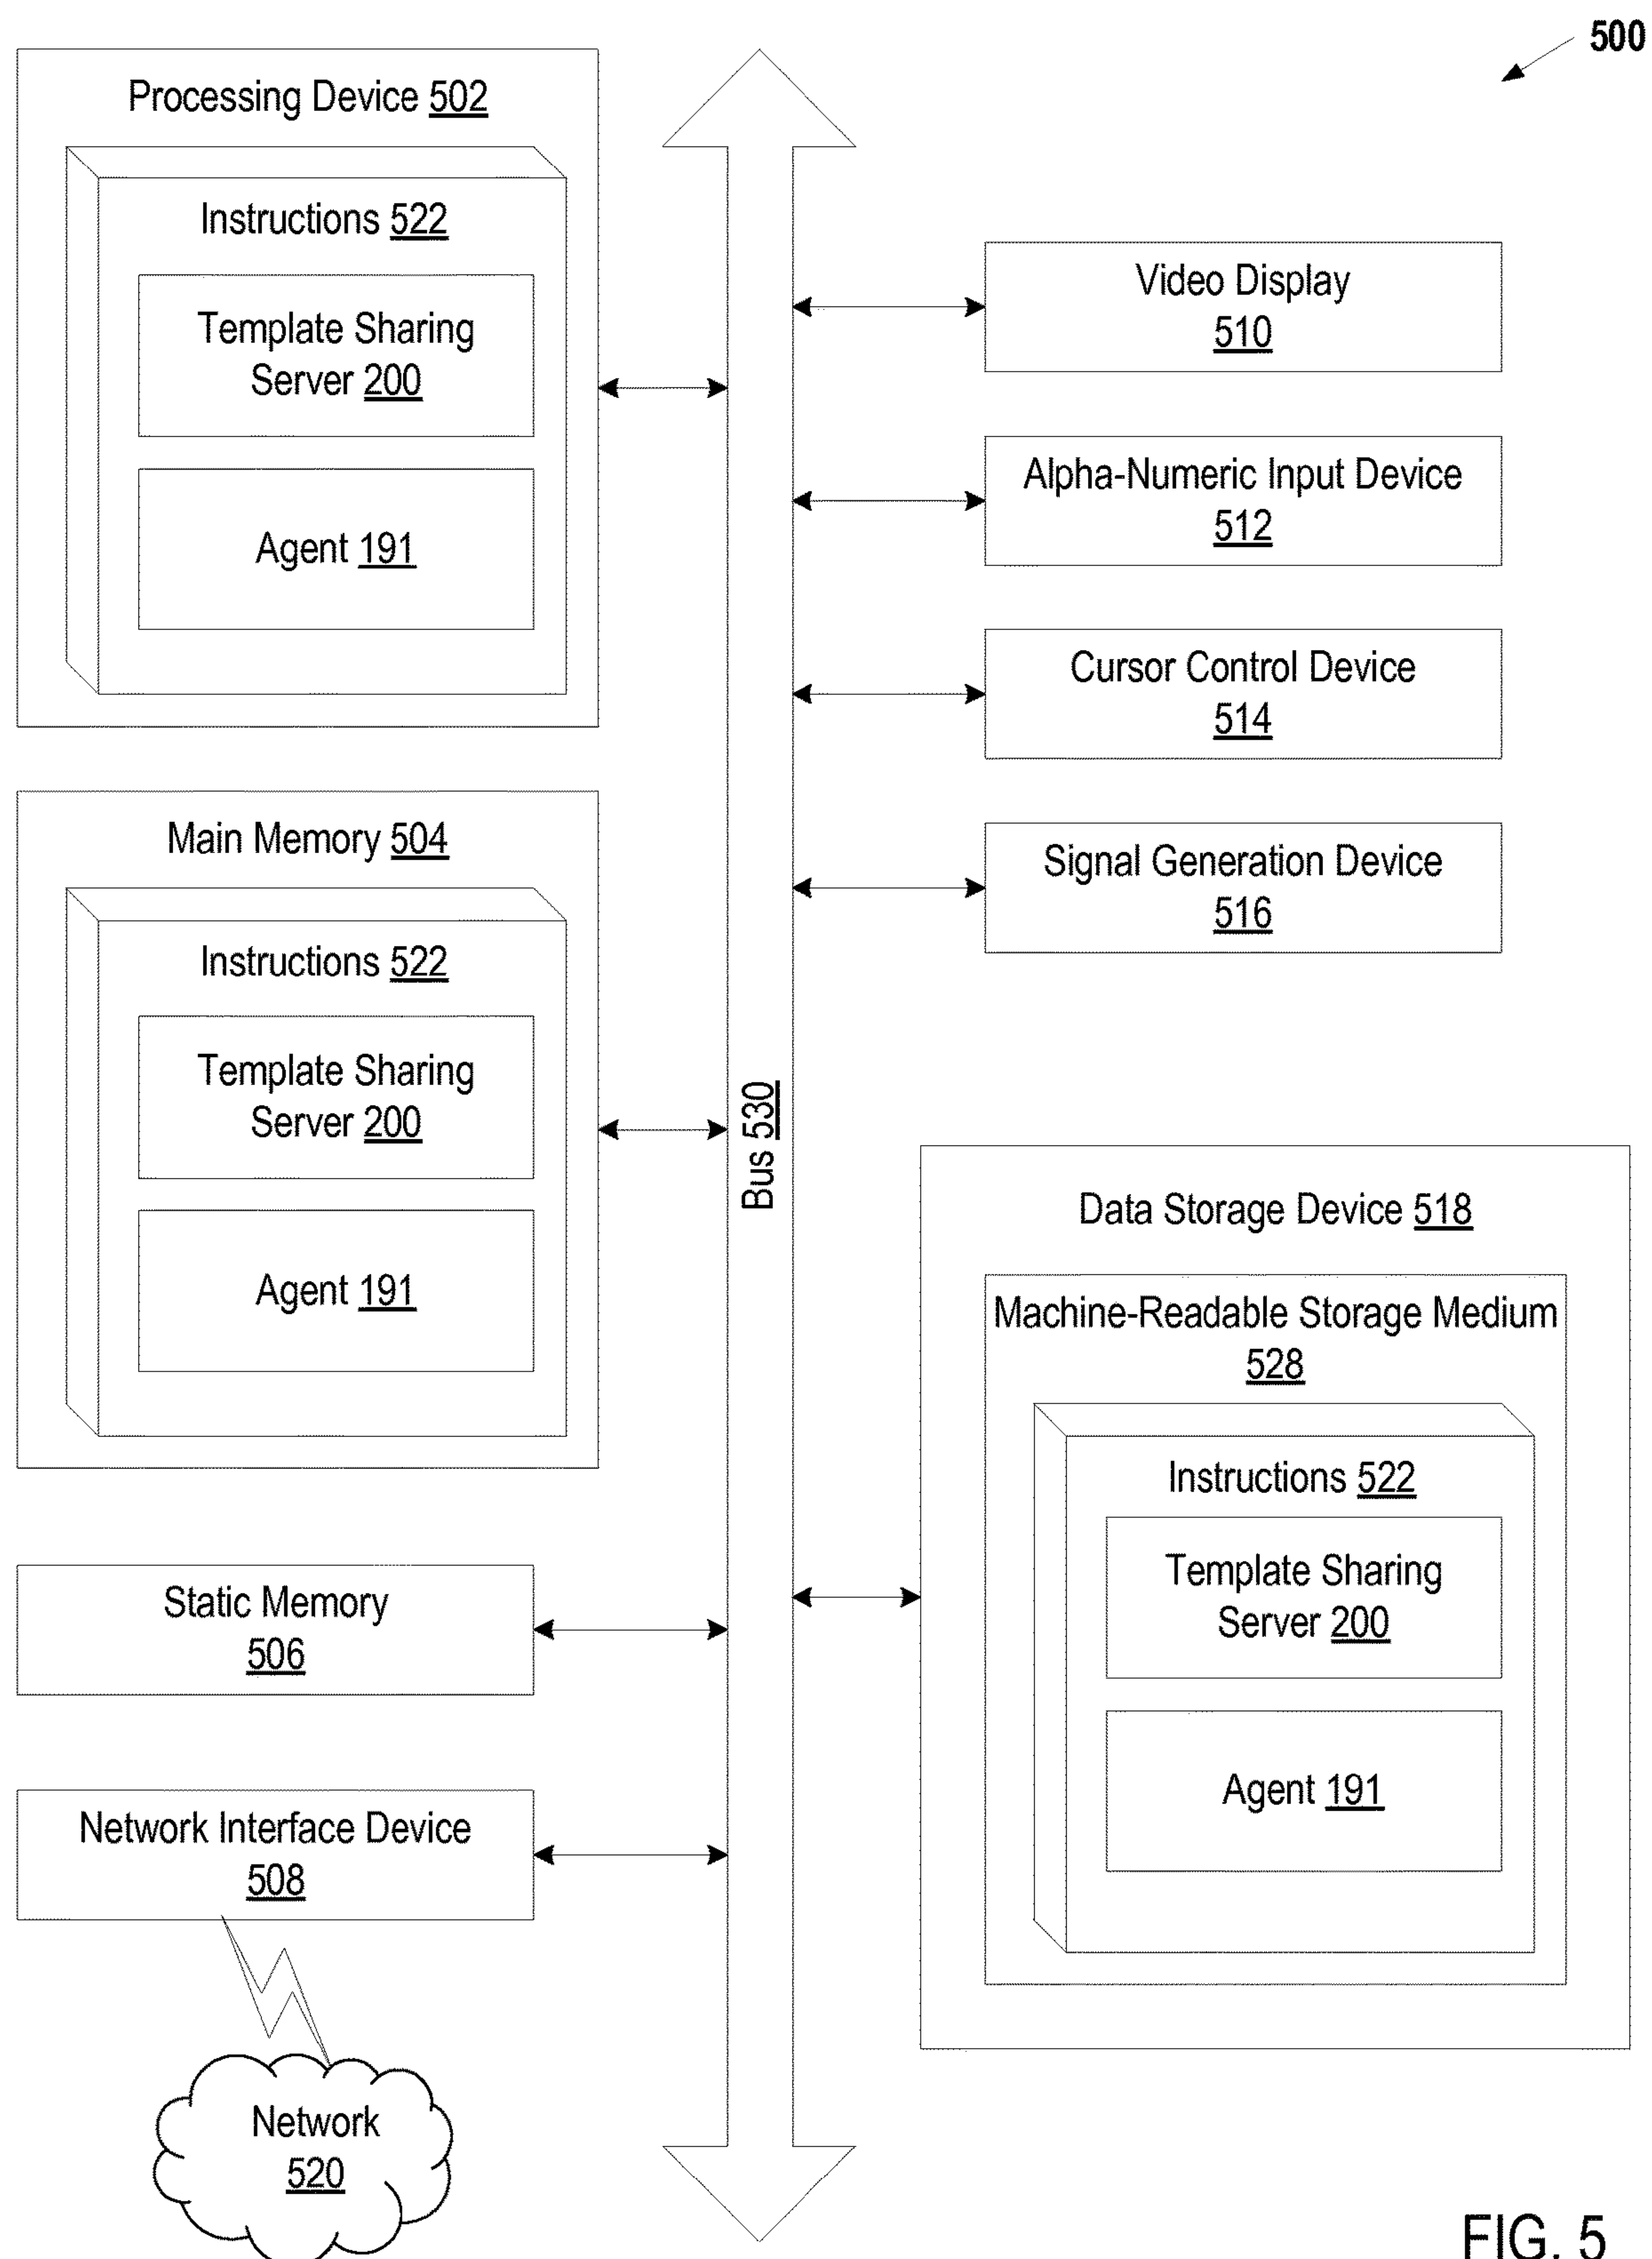 500
Processing Device 502
Instructions 522
Template Sharing
Server 200
Agent 191
Main Memory 504
Instructions 522
Template Sharing
Server 200
Agent 191
Static Memory
506
Network Interface Device
508
Network
520
Bus 530
Video Display
510
Alpha-Numeric Input Device
512
Cursor Control Device
514
Signal Generation Device
516
Data Storage Device 518
Machine-Readable Storage Medium
528
Instructions 522
Template Sharing
Server 200
Agent 191
FIG. 5